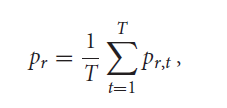 p_r = \frac{1}{T} \sum_{t=1}^{T} p_{r,t} ,